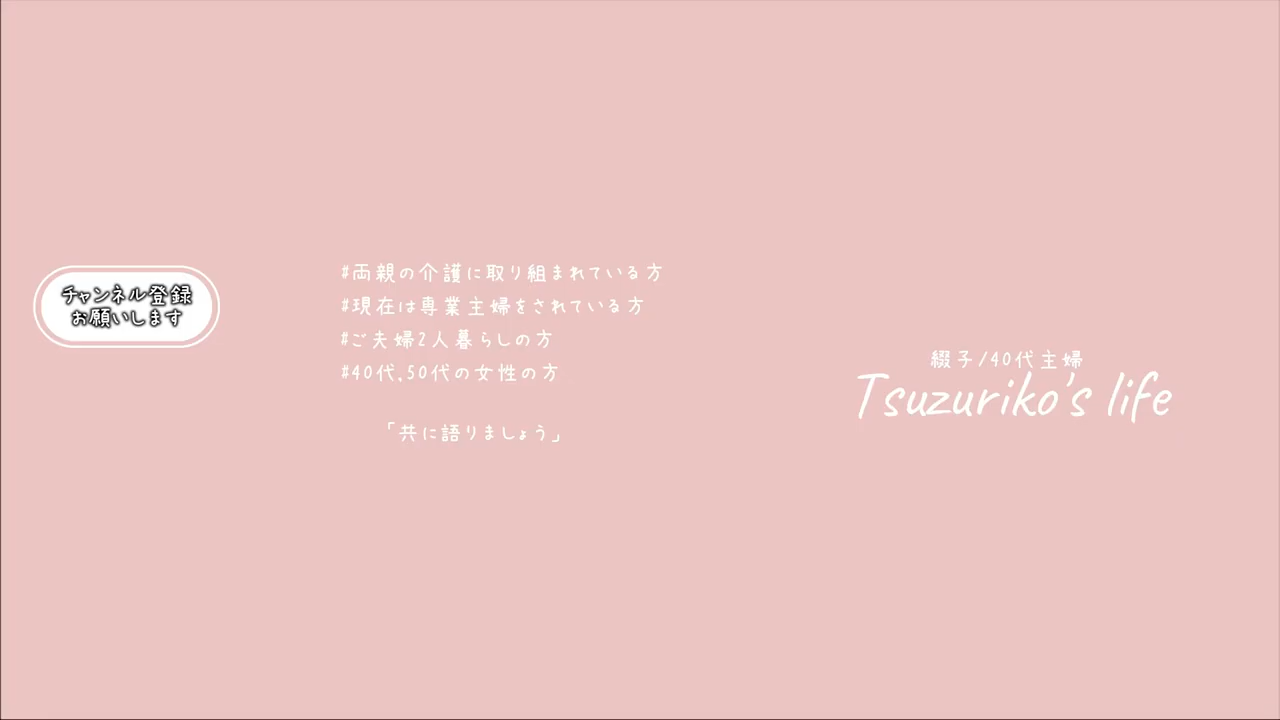 チャンネル登録
お願いします
#両親の介護に取り組まれている方
#現在は専業主婦をされている方
#ご夫婦2人暮らしの方
#40代,50代の女性の方
「共に語りましょう」
綴子/40代主婦
Tsuzuriko's life